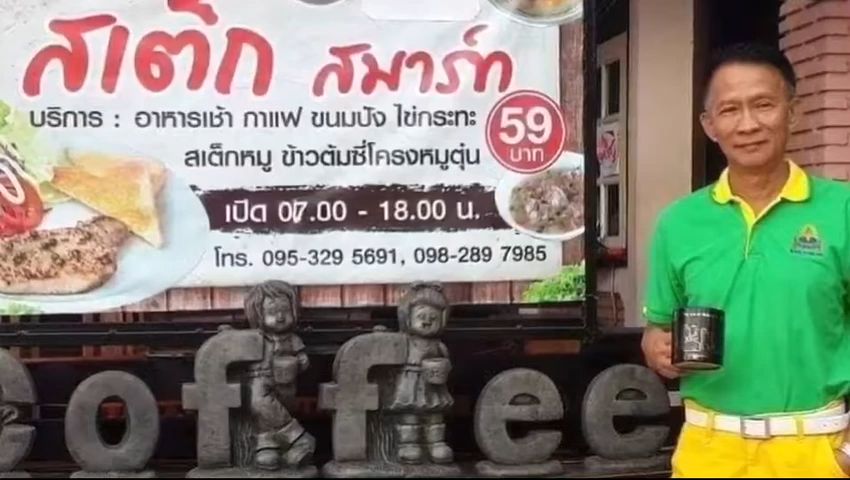 สเต๊ก สมาร์ท
บริการ : อาหารเช้า กาแฟ ขนมปัง ไข่กระทะ
สเต็กหมู ข้าวต้มซี่โครงหมูตุ่น
59
บาท
เปิด 07.00 - 18.00 น.
โทร. 095-329 5691, 098-289 7985
Coffee